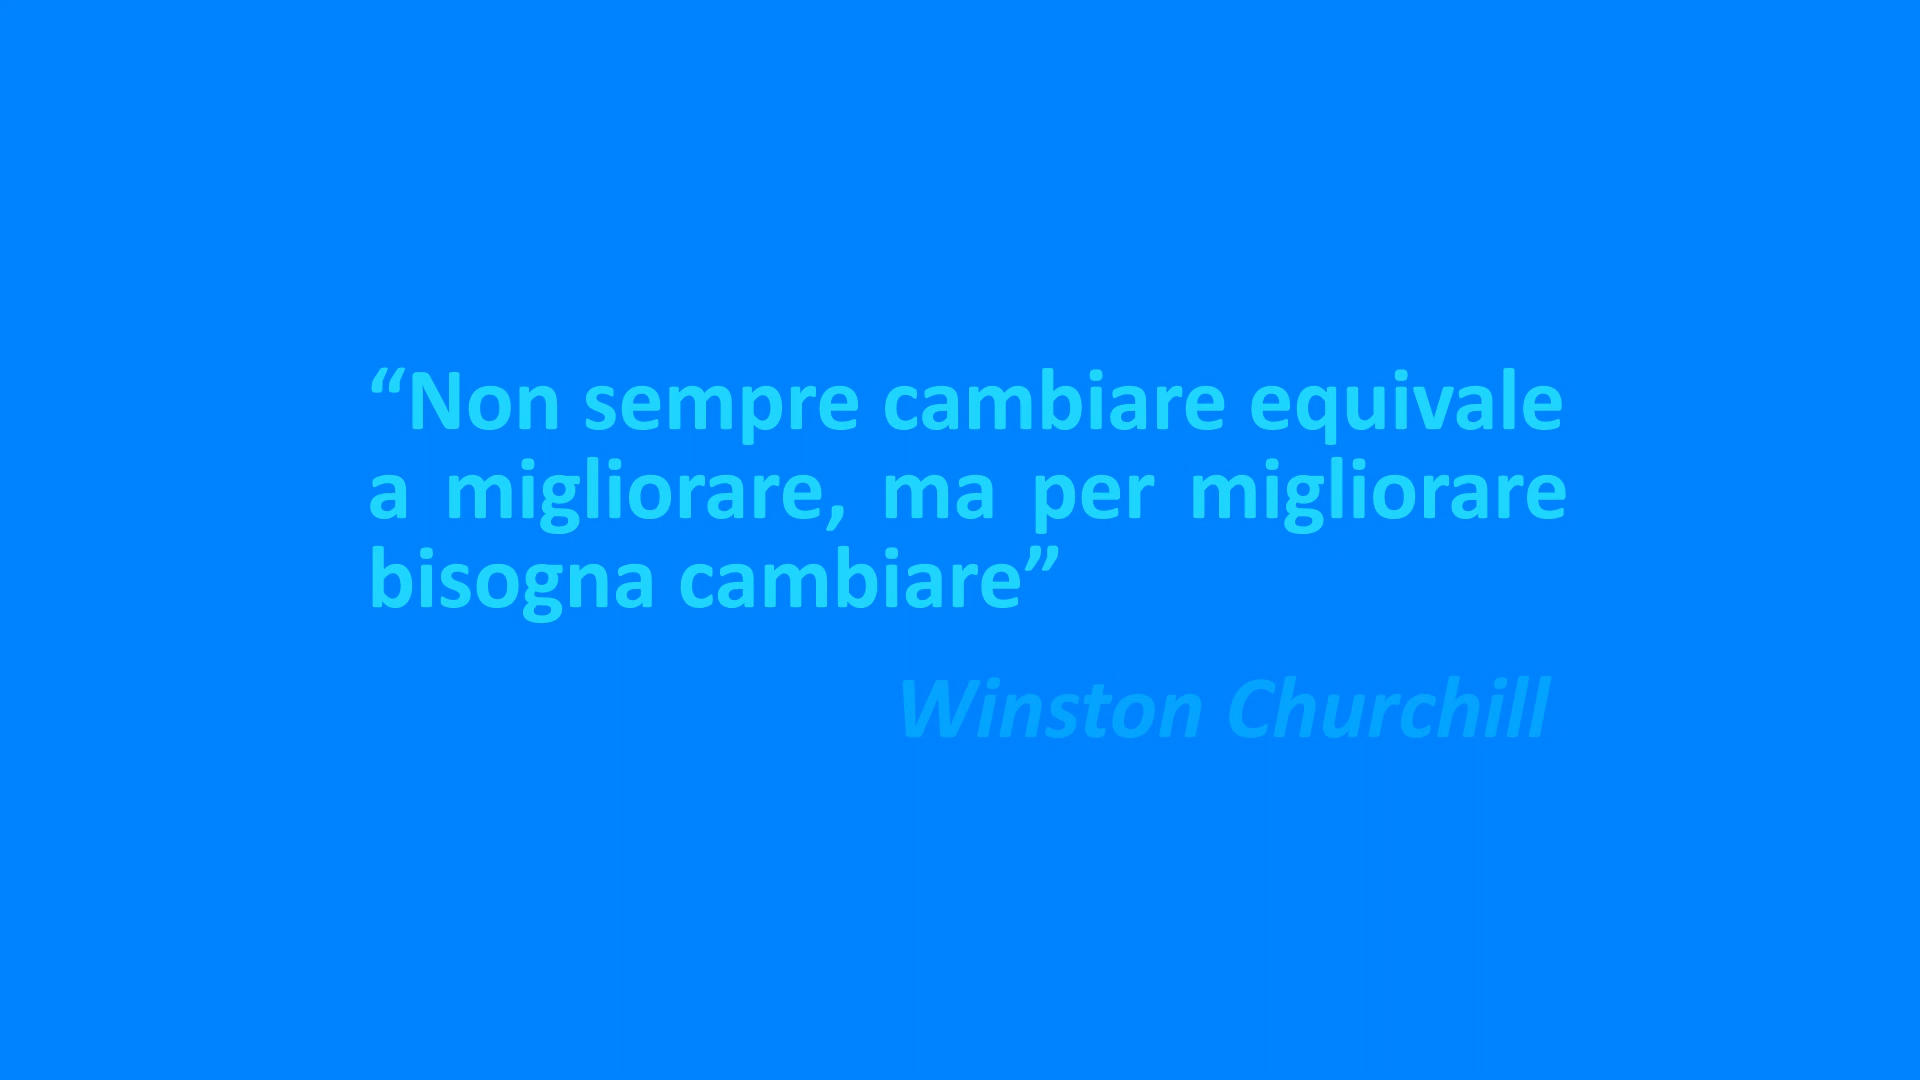 “Non sempre cambiare equivale
a migliorare, ma per migliorare
bisogna cambiare”
Winston Churchill